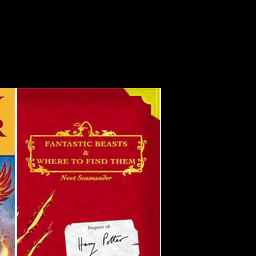 FANTASTIC BEASTS
&
WHERE TO FIND THEM
Newt Scamander
Property of:
Harry Potter